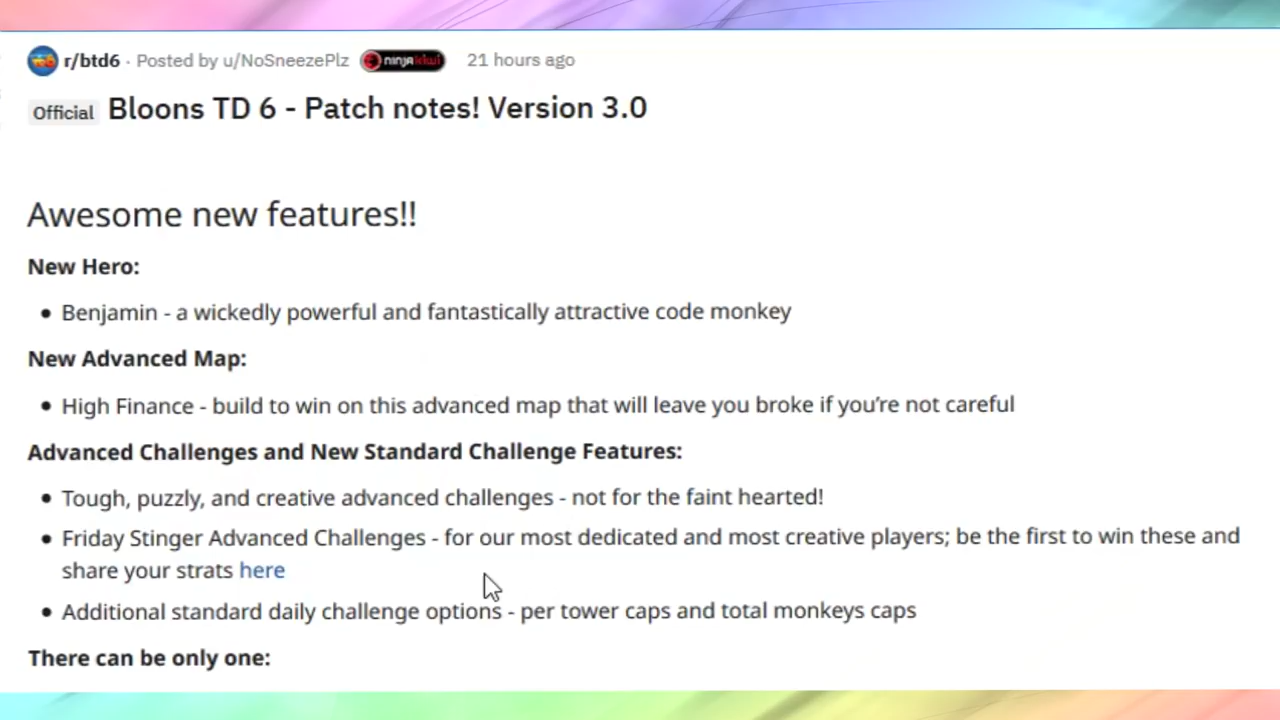 r/btd6 · Posted by u/NoSneezePlz ninja kiwi 21 hours ago
Official Bloons TD 6 - Patch notes! Version 3.0
Awesome new features!!
New Hero:
• Benjamin - a wickedly powerful and fantastically attractive code monkey
New Advanced Map:
• High Finance - build to win on this advanced map that will leave you broke if you’re not careful
Advanced Challenges and New Standard Challenge Features:
• Tough, puzzly, and creative advanced challenges - not for the faint hearted!
• Friday Stinger Advanced Challenges - for our most dedicated and most creative players; be the first to win these and
share your strats here
• Additional standard daily challenge options - per tower caps and total monkeys caps
There can be only one: